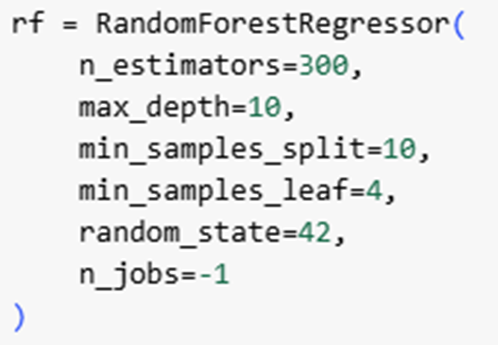 rf = RandomForestRegressor(
    n_estimators=300,
    max_depth=10,
    min_samples_split=10,
    min_samples_leaf=4,
    random_state=42,
    n_jobs=-1
)